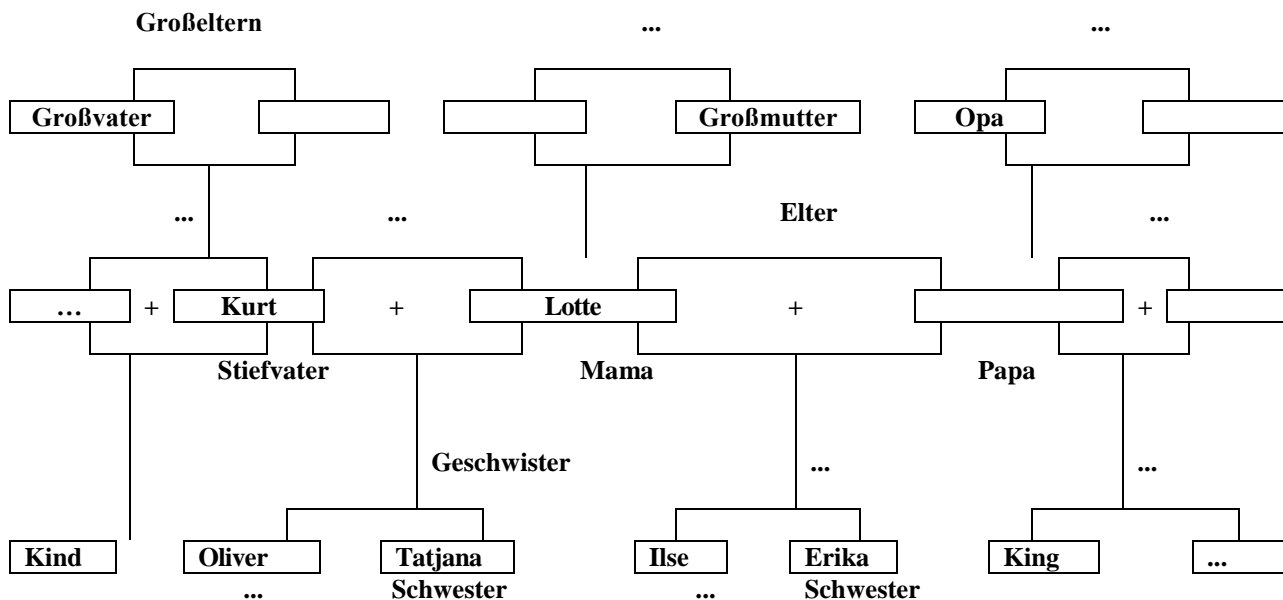 Großeltern ... ...
Großvater Großmutter Opa
... ... Elter ...
... + Kurt + Lotte + +
Stiefvater Mama Papa
Geschwister ... ...
Kind Oliver Tatjana Ilse Erika King ...
... Schwester ... Schwester